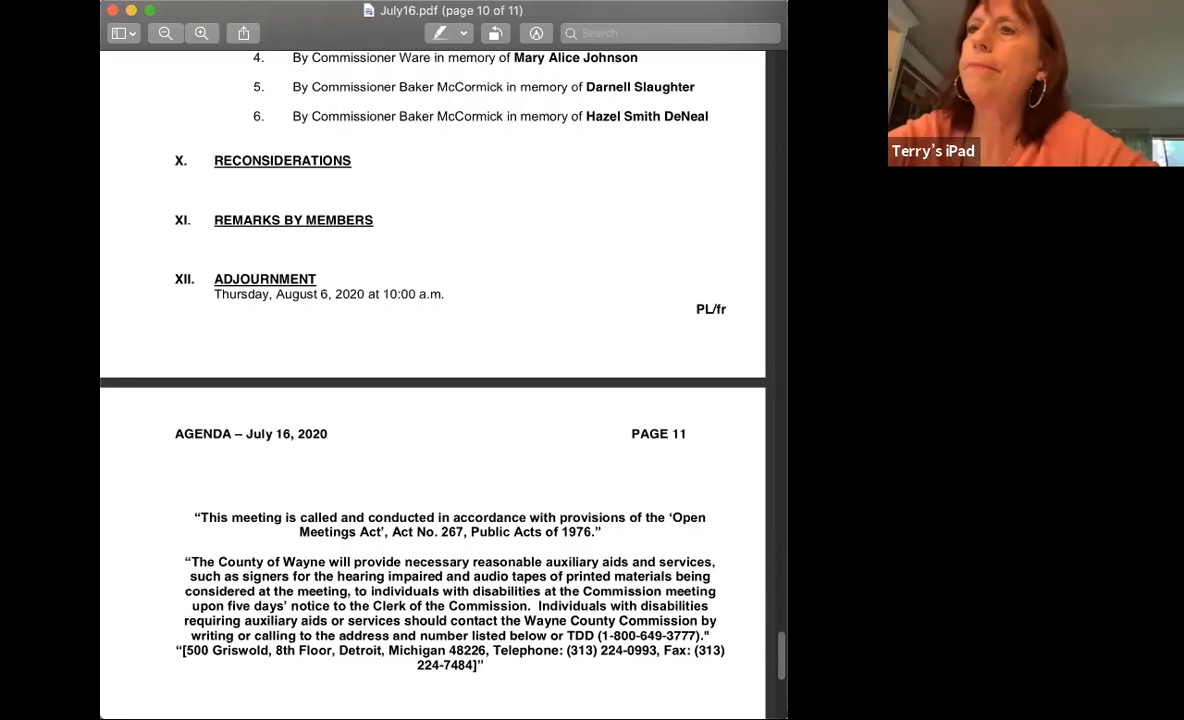 July16.pdf (page 10 of 11)
Search
4. By Commissioner Ware in memory of Mary Alice Johnson
5. By Commissioner Baker McCormick in memory of Darnell Slaughter
6. By Commissioner Baker McCormick in memory of Hazel Smith DeNeal
X. RECONSIDERATIONS
XI. REMARKS BY MEMBERS
XII. ADJOURNMENT
Thursday, August 6, 2020 at 10:00 a.m.
PL/fr
AGENDA – July 16, 2020 PAGE 11
“This meeting is called and conducted in accordance with provisions of the ‘Open
Meetings Act’, Act No. 267, Public Acts of 1976.”
“The County of Wayne will provide necessary reasonable auxiliary aids and services,
such as signers for the hearing impaired and audio tapes of printed materials being
considered at the meeting, to individuals with disabilities at the Commission meeting
upon five days’ notice to the Clerk of the Commission. Individuals with disabilities
requiring auxiliary aids or services should contact the Wayne County Commission by
writing or calling to the address and number listed below or TDD (1-800-649-3777)."
“[500 Griswold, 8th Floor, Detroit, Michigan 48226, Telephone: (313) 224-0993, Fax: (313)
224-7484]”
Terry’s iPad